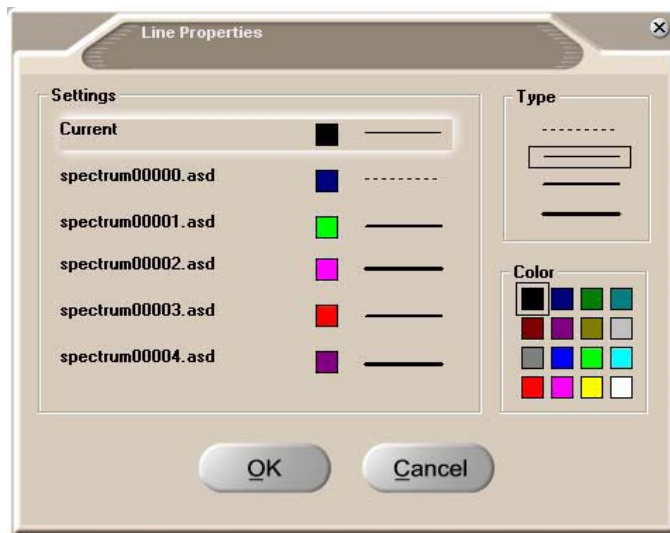 Line Properties
Settings
Type
Current
spectrum00000.asd
spectrum00001.asd
spectrum00002.asd
spectrum00003.asd
spectrum00004.asd
Color
OK
Cancel